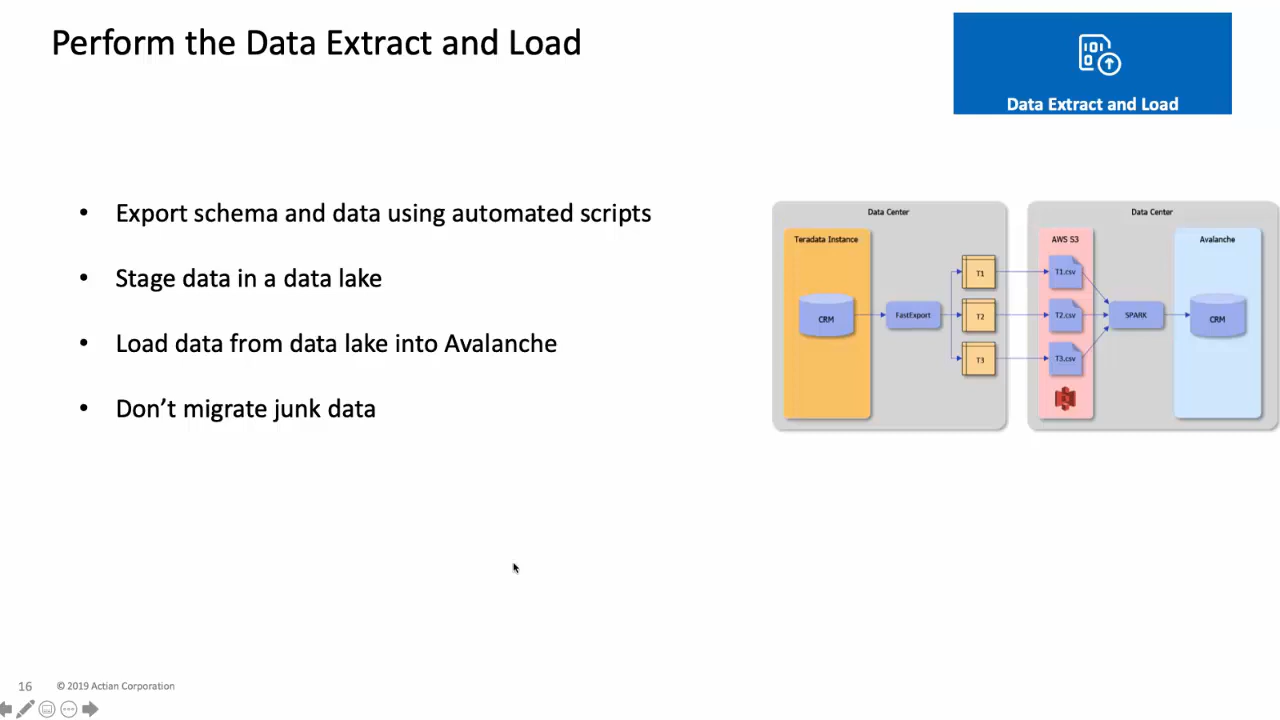 Perform the Data Extract and Load
Data Extract and Load
• Export schema and data using automated scripts
• Stage data in a data lake
• Load data from data lake into Avalanche
• Don’t migrate junk data
Data Center
Teradata Instance
CRM
FastExport
T1
T2
T3
Data Center
AWS S3
T1.csv
T2.csv
T3.csv
SPARK
Avalanche
CRM
16
© 2019 Actian Corporation